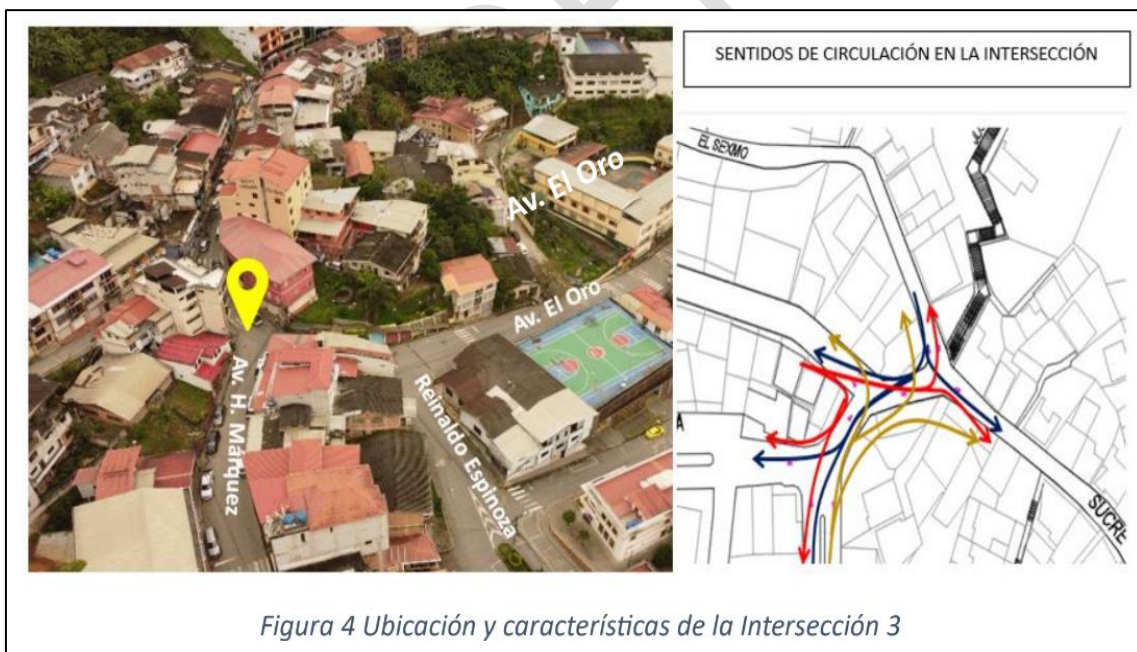 SENTIDOS DE CIRCULACIÓN EN LA INTERSECCIÓN
Av. El Oro
Av. El Oro
Av. H. Márquez
Reinaldo Espinoza
EL SEXMO
A
SUCRE
Figura 4 Ubicación y características de la Intersección 3